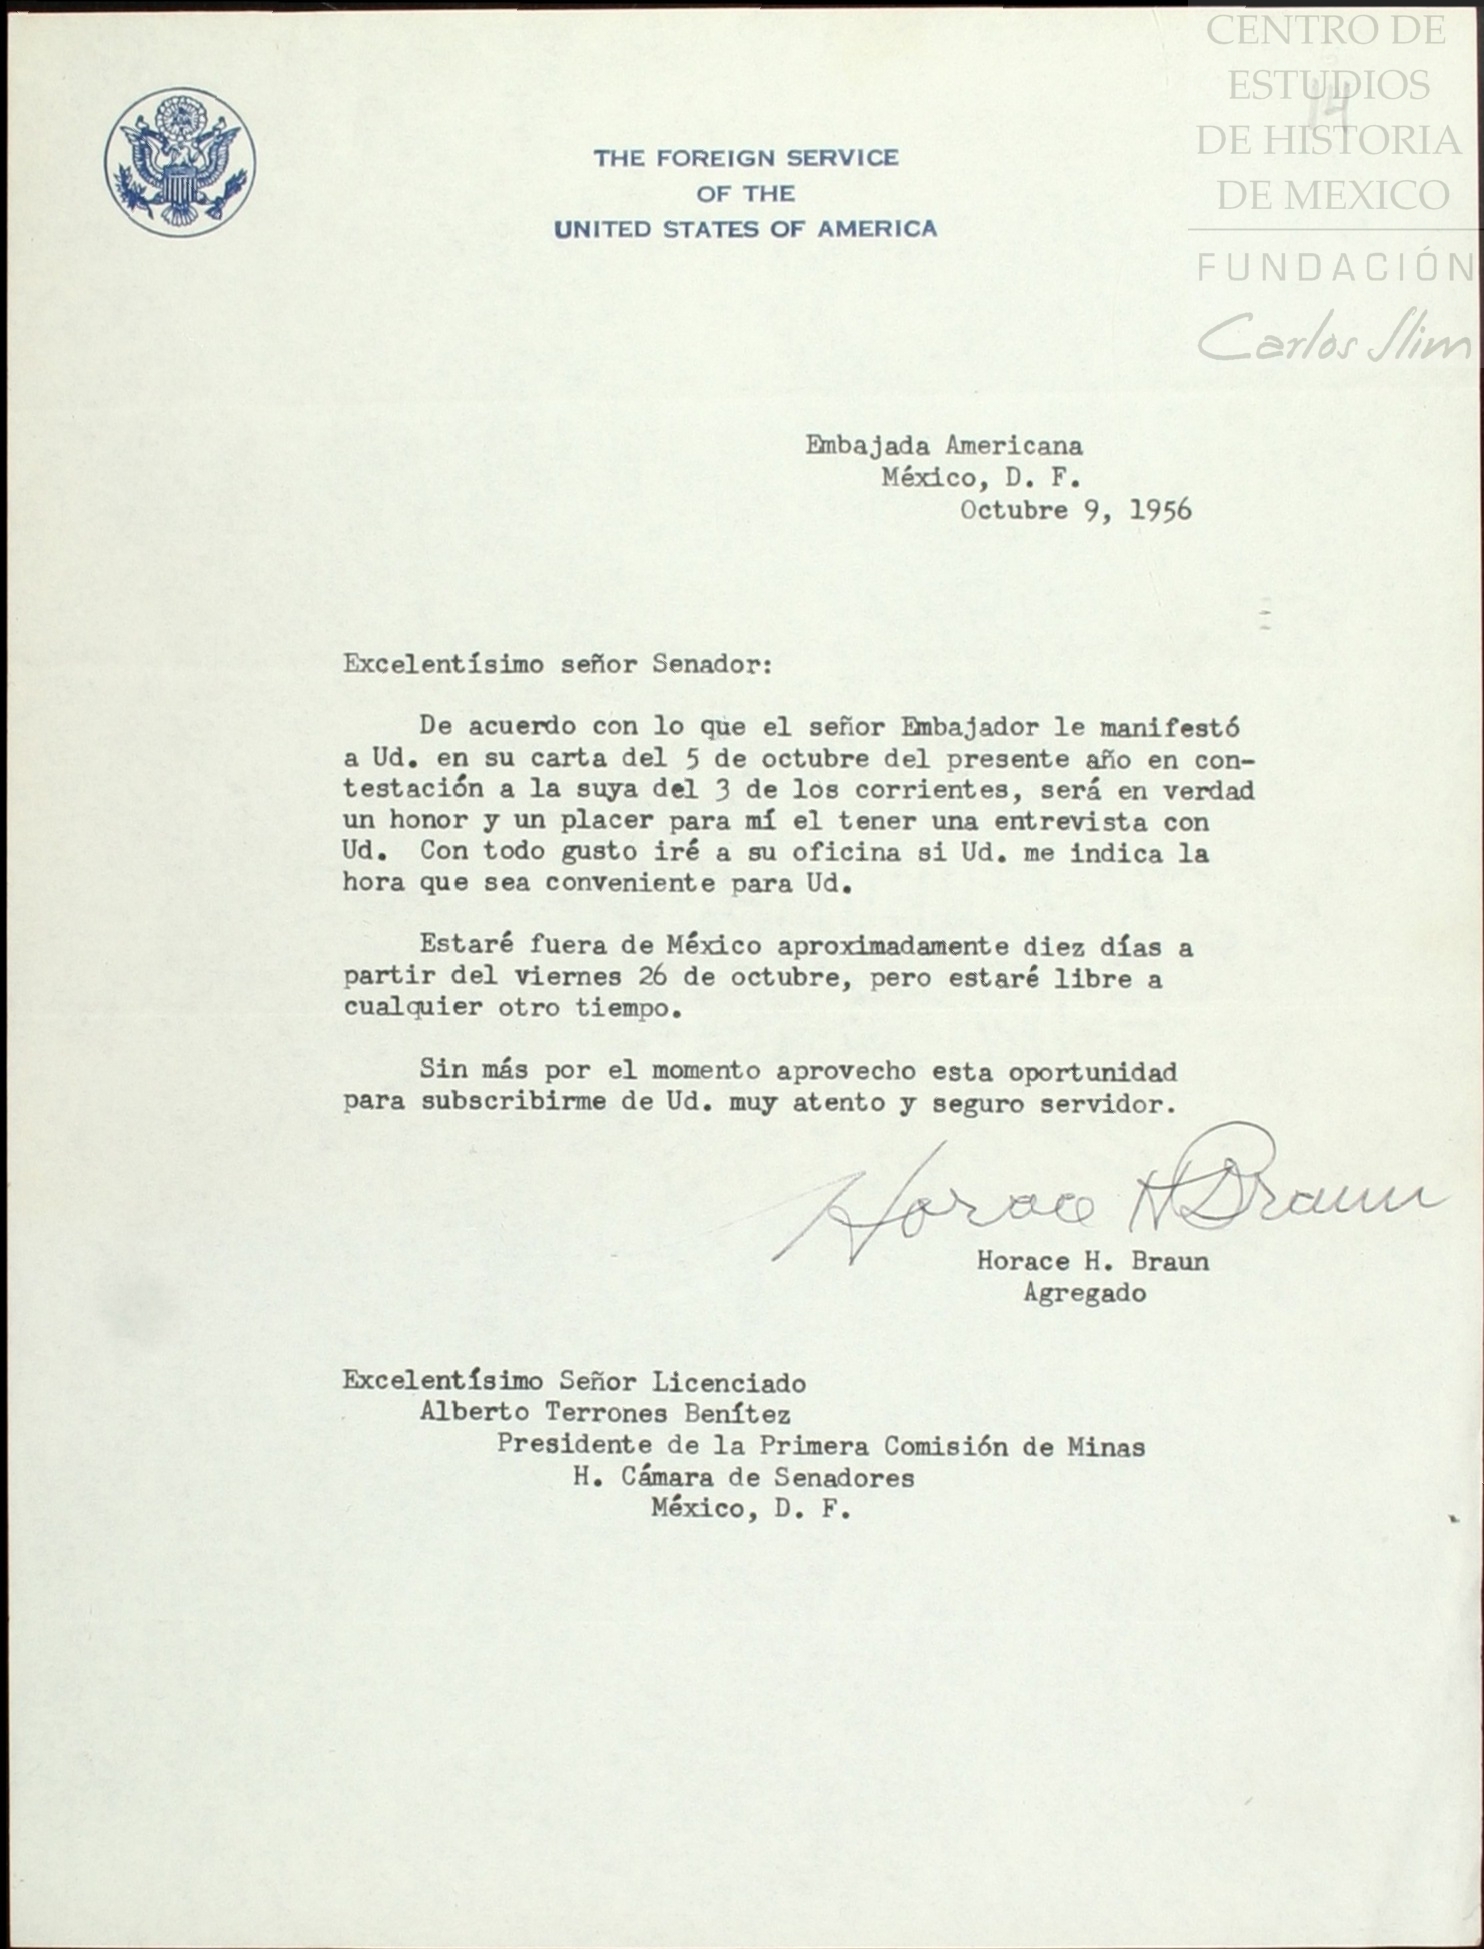 CENTRO DE
ESTUDIOS
DE HISTORIA
DE MEXICO
FUNDACIÓN
Carlos Slim
14
THE FOREIGN SERVICE
OF THE
UNITED STATES OF AMERICA
Embajada Americana
México, D. F.
Octubre 9, 1956
Excelentísimo señor Senador:
De acuerdo con lo que el señor Embajador le manifestó
a Ud. en su carta del 5 de octubre del presente año en con-
testación a la suya del 3 de los corrientes, será en verdad
un honor y un placer para mí el tener una entrevista con
Ud. Con todo gusto iré a su oficina si Ud. me indica la
hora que sea conveniente para Ud.
Estaré fuera de México aproximadamente diez días a
partir del viernes 26 de octubre, pero estaré libre a
cualquier otro tiempo.
Sin más por el momento aprovecho esta oportunidad
para subscribirme de Ud. muy atento y seguro servidor.
Horace H Braun
Horace H. Braun
Agregado
Excelentísimo Señor Licenciado
Alberto Terrones Benítez
Presidente de la Primera Comisión de Minas
H. Cámara de Senadores
México, D. F.